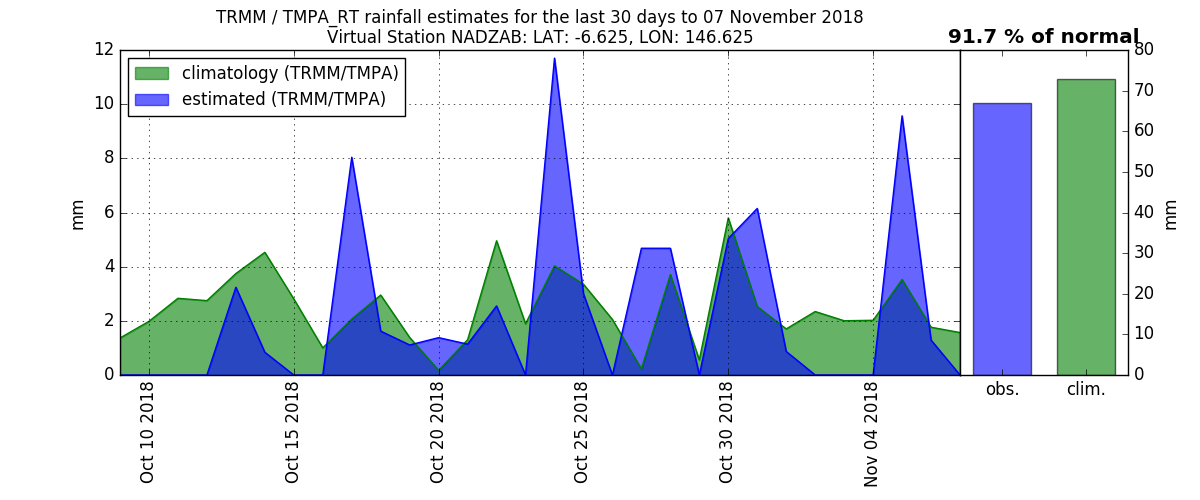 TRMM / TMPA_RT rainfall estimates for the last 30 days to 07 November 2018
Virtual Station NADZAB: LAT: -6.625, LON: 146.625
91.7 % of normal
climatology (TRMM/TMPA)
estimated (TRMM/TMPA)
12
10
8
6
4
2
0
mm
80
70
60
50
40
30
20
10
0
mm
Oct 10 2018
Oct 15 2018
Oct 20 2018
Oct 25 2018
Oct 30 2018
Nov 04 2018
obs.
clim.